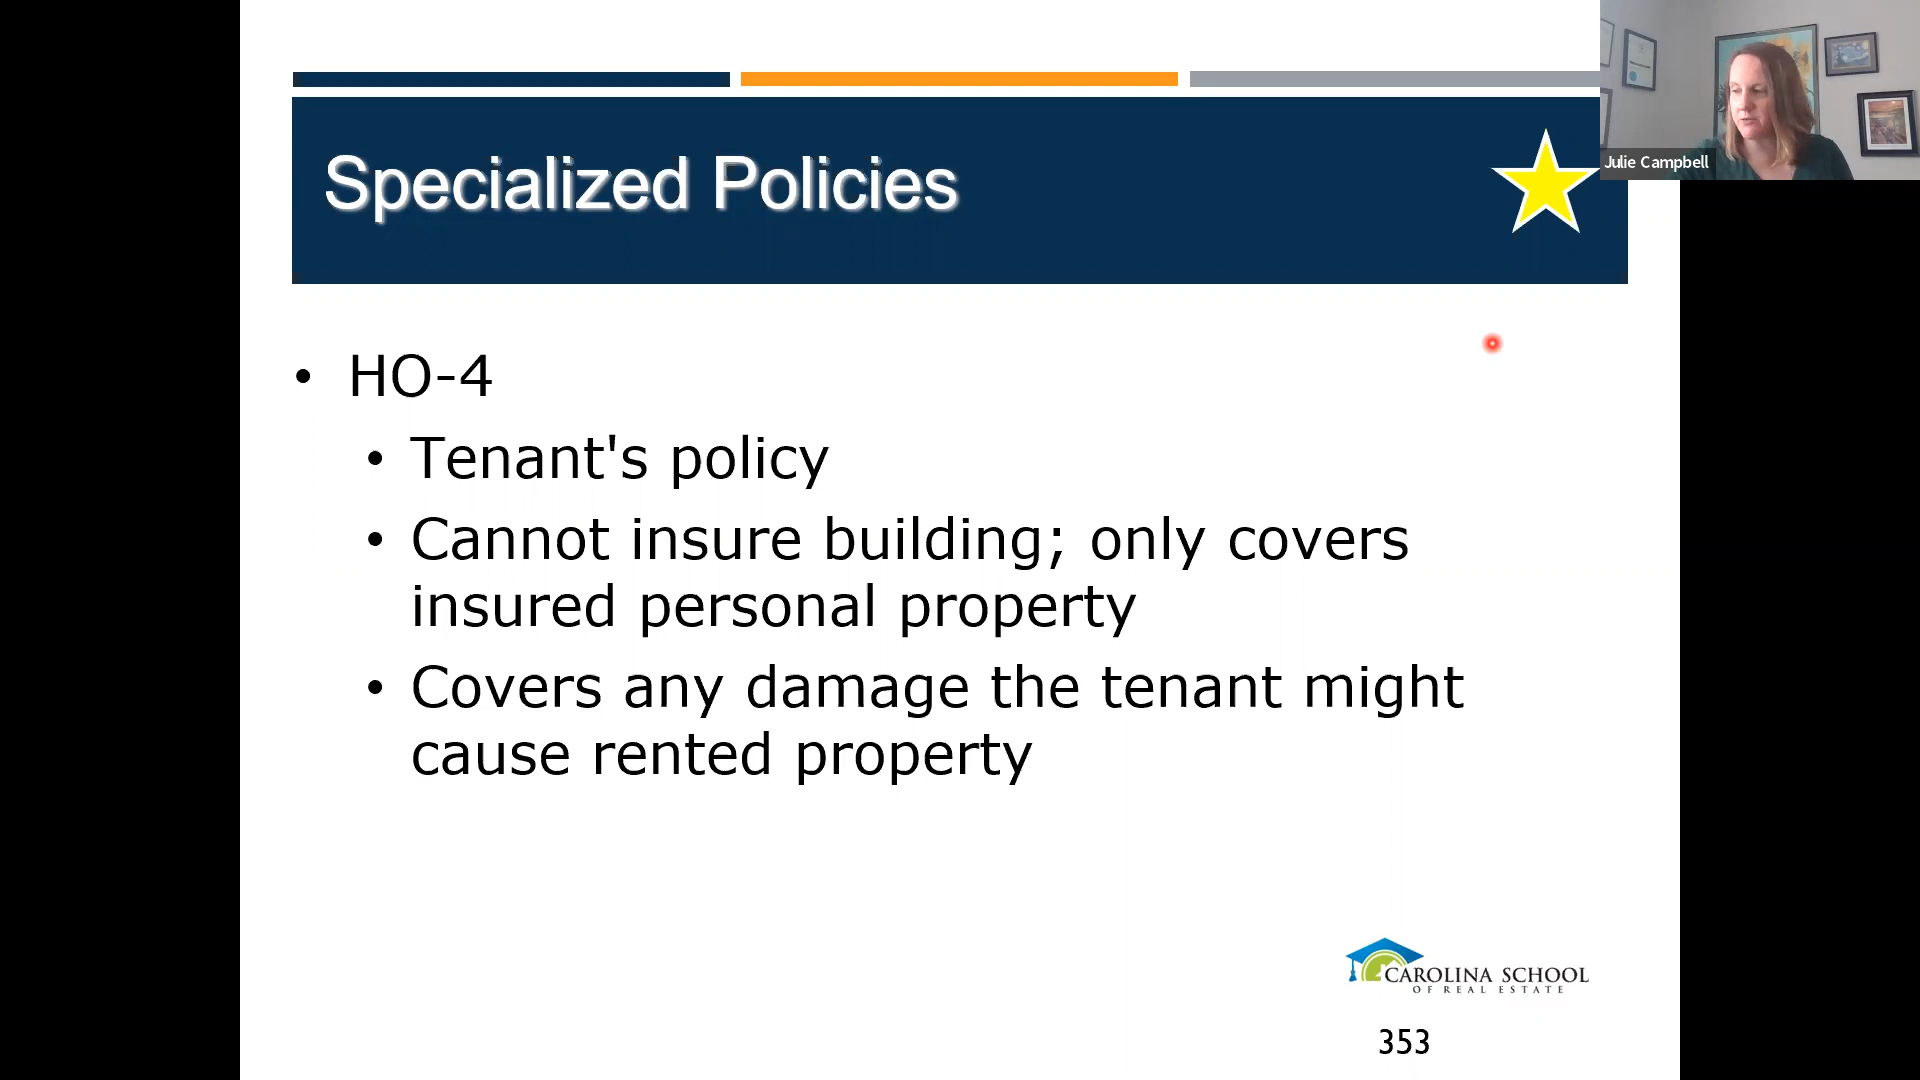 Specialized Policies
Julie Campbell
• HO-4
• Tenant's policy
• Cannot insure building; only covers
insured personal property
• Covers any damage the tenant might
cause rented property
CAROLINA SCHOOL
OF REAL ESTATE
353